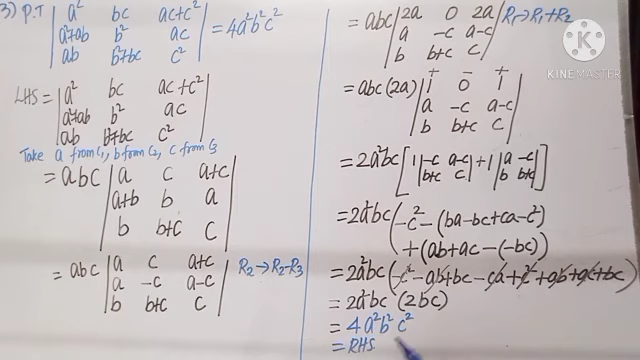 3) P.T | a² bc ac+c² |
| a²+ab b² ac | = 4a²b²c²
| ab b²+bc c² |
LHS = | a² bc ac+c² |
| a²+ab b² ac |
| ab b²+bc c² |
Take a from C₁, b from C₂, c from C₃
= abc | a c a+c |
| a+b b a |
| b b+c c |
= abc | a c a+c | R₂→R₂-R₃
| a -c a-c |
| b b+c c |
= abc | 2a 0 2a | R₁→R₁+R₂
| a -c a-c |
| b b+c c |
+ - +
= abc (2a) | 1 0 1 |
| a -c a-c |
| b b+c c |
= 2a²bc [ 1 | -c a-c | + 1 | a -c | ]
| b+c c | | b b+c |
= 2a²bc ( -c² - (ba-bc+ca-c²)
+ (ab+ac-(-bc))
= 2a²bc (-c²-ab+bc-ca+c²+ab+ac+bc)
= 2a²bc (2bc)
= 4a²b²c²
= RHS
MADE WITH
KINEMASTER